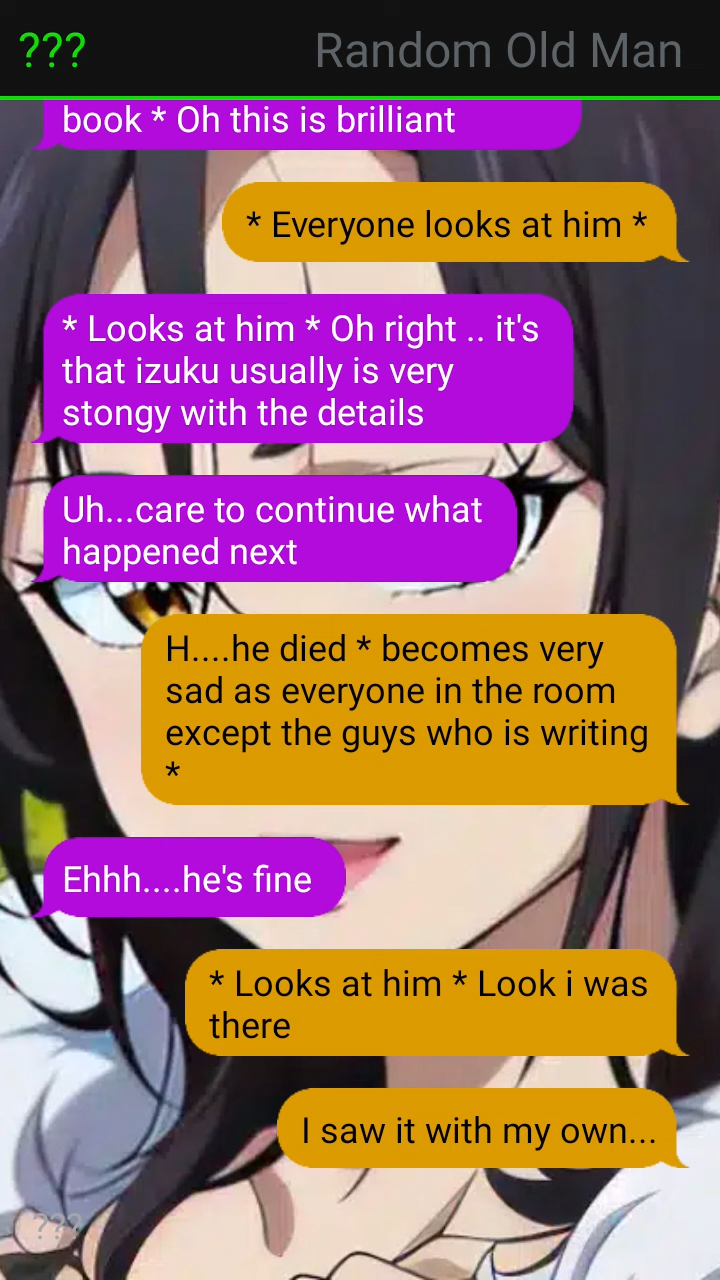 ??? Random Old Man
book * Oh this is brilliant
* Everyone looks at him *
* Looks at him * Oh right .. it's
that izuku usually is very
stongy with the details
Uh...care to continue what
happened next
H....he died * becomes very
sad as everyone in the room
except the guys who is writing
*
Ehhh....he's fine
* Looks at him * Look i was
there
I saw it with my own...
???